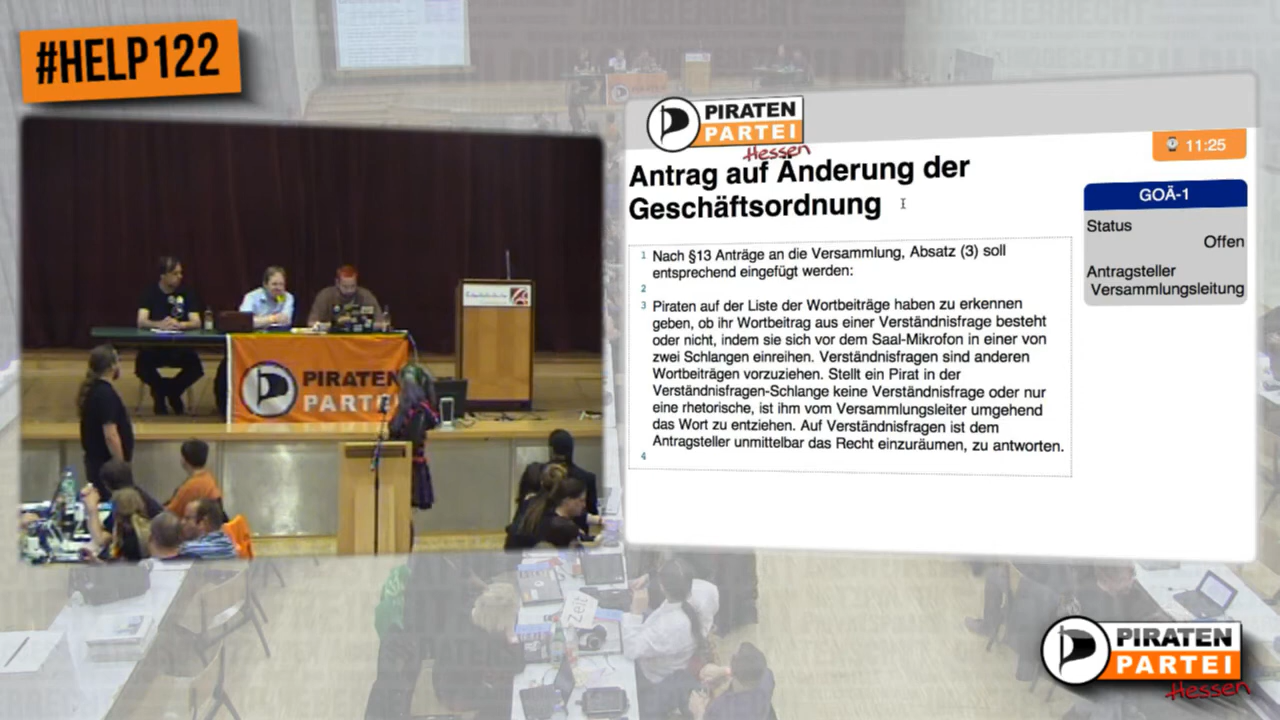 #HELP122
PIRATEN
PARTEI
Hessen
11:25
Antrag auf Änderung der
Geschäftsordnung
GOÄ-1
Status
Offen
Antragsteller
Versammlungsleitung
1 Nach §13 Anträge an die Versammlung, Absatz (3) soll
entsprechend eingefügt werden:
2
3 Piraten auf der Liste der Wortbeiträge haben zu erkennen
geben, ob ihr Wortbeitrag aus einer Verständnisfrage besteht
oder nicht, indem sie sich vor dem Saal-Mikrofon in einer von
zwei Schlangen einreihen. Verständnisfragen sind anderen
Wortbeiträgen vorzuziehen. Stellt ein Pirat in der
Verständnisfragen-Schlange keine Verständnisfrage oder nur
eine rhetorische, ist ihm vom Versammlungsleiter umgehend
das Wort zu entziehen. Auf Verständnisfragen ist dem
Antragsteller unmittelbar das Recht einzuräumen, zu antworten.
4
PIRATEN
PARTEI
Zeit
PIRATEN
PARTEI
Hessen